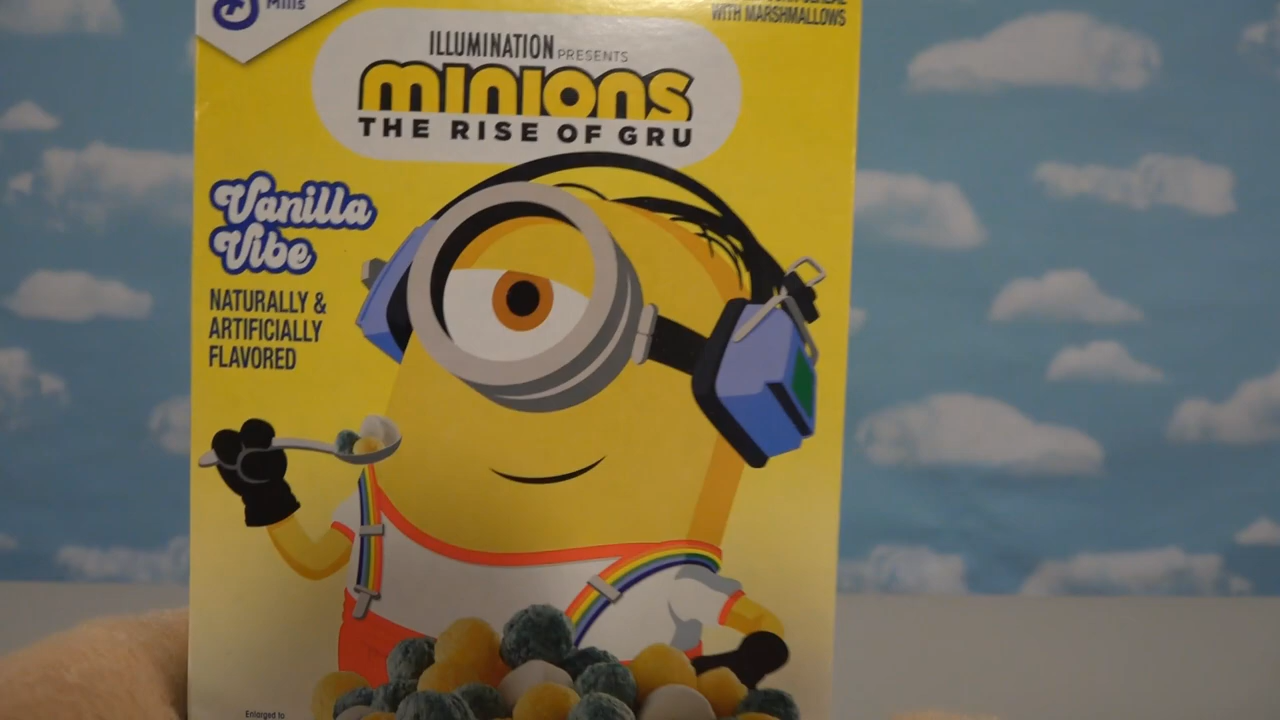 Mills
WITH MARSHMALLOWS
ILLUMINATION PRESENTS
minions
THE RISE OF GRU
Vanilla
Vibe
NATURALLY &
ARTIFICIALLY
FLAVORED
Enlarged to